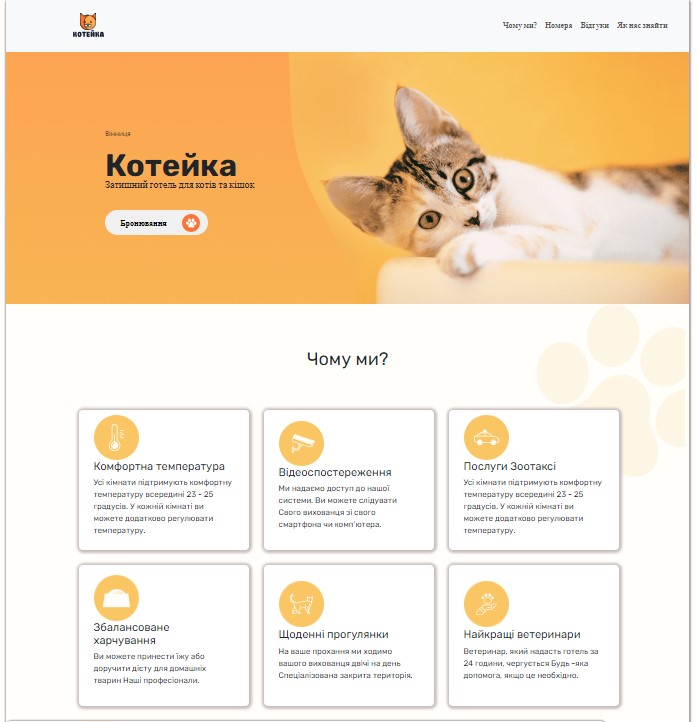 КОТЕЙКА
Чому ми? Номера Відгуки Як нас знайти
Вінниця
Котейка
Затишний готель для котів та кішок
Бронювання
Чому ми?
Комфортна температура
Усі кімнати підтримують комфортну
температуру всередині 23 - 25
градусів. У кожній кімнаті ви
можете додатково регулювати
температуру.
Відеоспостереження
Ми надаємо доступ до нашої
системи. Ви можете слідувати
Свого вихованця зі свого
смартфона чи комп'ютера.
Послуги Зоотаксі
Усі кімнати підтримують комфортну
температуру всередині 23 - 25
градусів. У кожній кімнаті ви
можете додатково регулювати
температуру.
Збалансоване
харчування
Ви можете принести їжу або
доручити дієту для домашніх
тварин Наші професіонали.
Щоденні прогулянки
На ваше прохання ми ходимо
вашого вихованця двічі на день
Спеціалізована закрита територія.
Найкращі ветеринари
Ветеринар, який надасть готель за
24 години, чергується Будь -яка
допомога, якщо це необхідно.